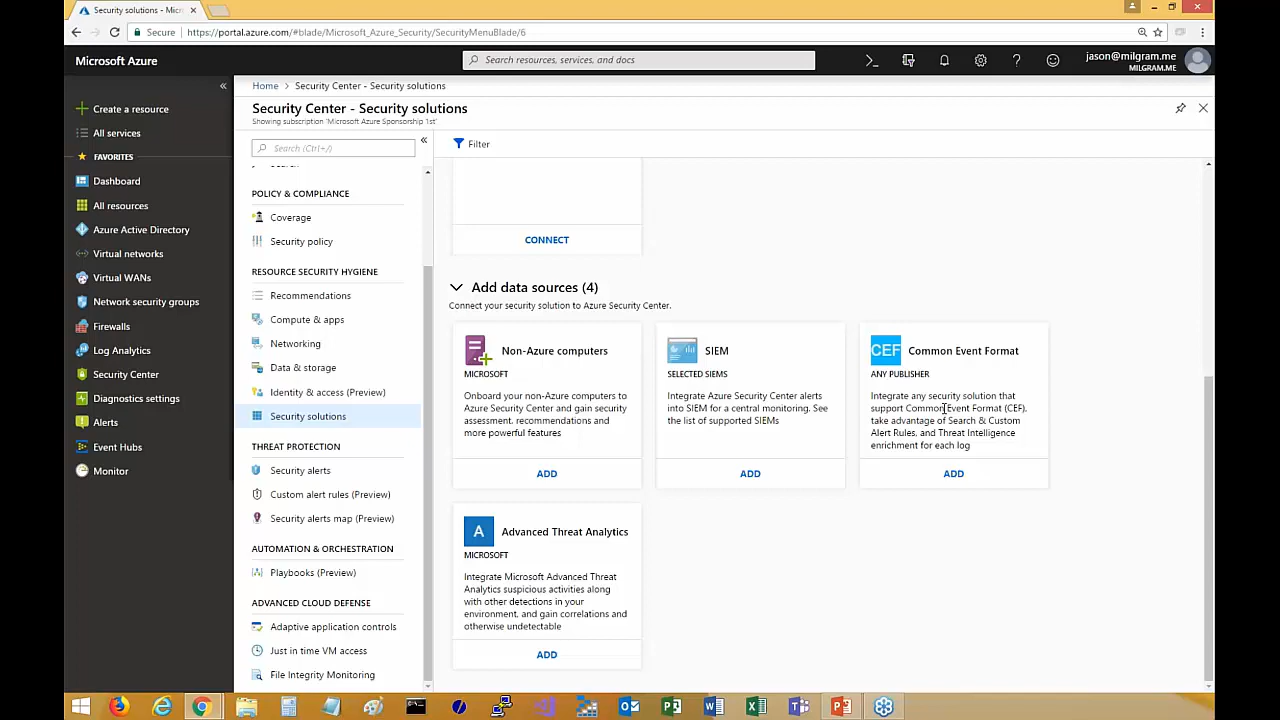 Security solutions - Micr
Secure
https://portal.azure.com/#blade/Microsoft_Azure_Security/SecurityMenuBlade/6
Microsoft Azure
Search resources, services, and docs
jason@milgram.me
MILGRAM.ME
Create a resource
All services
FAVORITES
Dashboard
All resources
Azure Active Directory
Virtual networks
Virtual WANs
Network security groups
Firewalls
Log Analytics
Security Center
Diagnostics settings
Alerts
Event Hubs
Monitor
Home > Security Center - Security solutions
Security Center - Security solutions
Showing subscription 'Microsoft Azure Sponsorship 1st'
Search (Ctrl+/)
POLICY & COMPLIANCE
Coverage
Security policy
RESOURCE SECURITY HYGIENE
Recommendations
Compute & apps
Networking
Data & storage
Identity & access (Preview)
Security solutions
THREAT PROTECTION
Security alerts
Custom alert rules (Preview)
Security alerts map (Preview)
AUTOMATION & ORCHESTRATION
Playbooks (Preview)
ADVANCED CLOUD DEFENSE
Adaptive application controls
Just in time VM access
File Integrity Monitoring
Filter
CONNECT
Add data sources (4)
Connect your security solution to Azure Security Center.
Non-Azure computers
MICROSOFT
Onboard your non-Azure computers to
Azure Security Center and gain security
assessment, recommendations and
more powerful features
ADD
SIEM
SELECTED SIEMS
Integrate Azure Security Center alerts
into SIEM for a central monitoring. See
the list of supported SIEMs
ADD
CEF
Common Event Format
ANY PUBLISHER
Integrate any security solution that
support Common Event Format (CEF),
take advantage of Search & Custom
Alert Rules, and Threat Intelligence
enrichment for each log
ADD
A
Advanced Threat Analytics
MICROSOFT
Integrate Microsoft Advanced Threat
Analytics suspicious activities along
with other detections in your
environment, and gain correlations and
otherwise undetectable
ADD